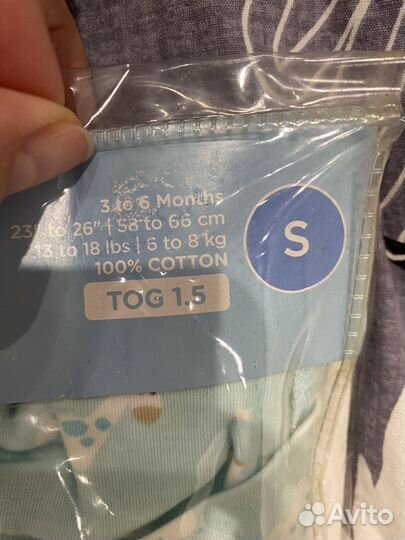 3 to 6 Months
23" to 26" | 58 to 66 cm
13 to 18 lbs | 6 to 8 kg
100% COTTON
TOG 1.5
S
Avito